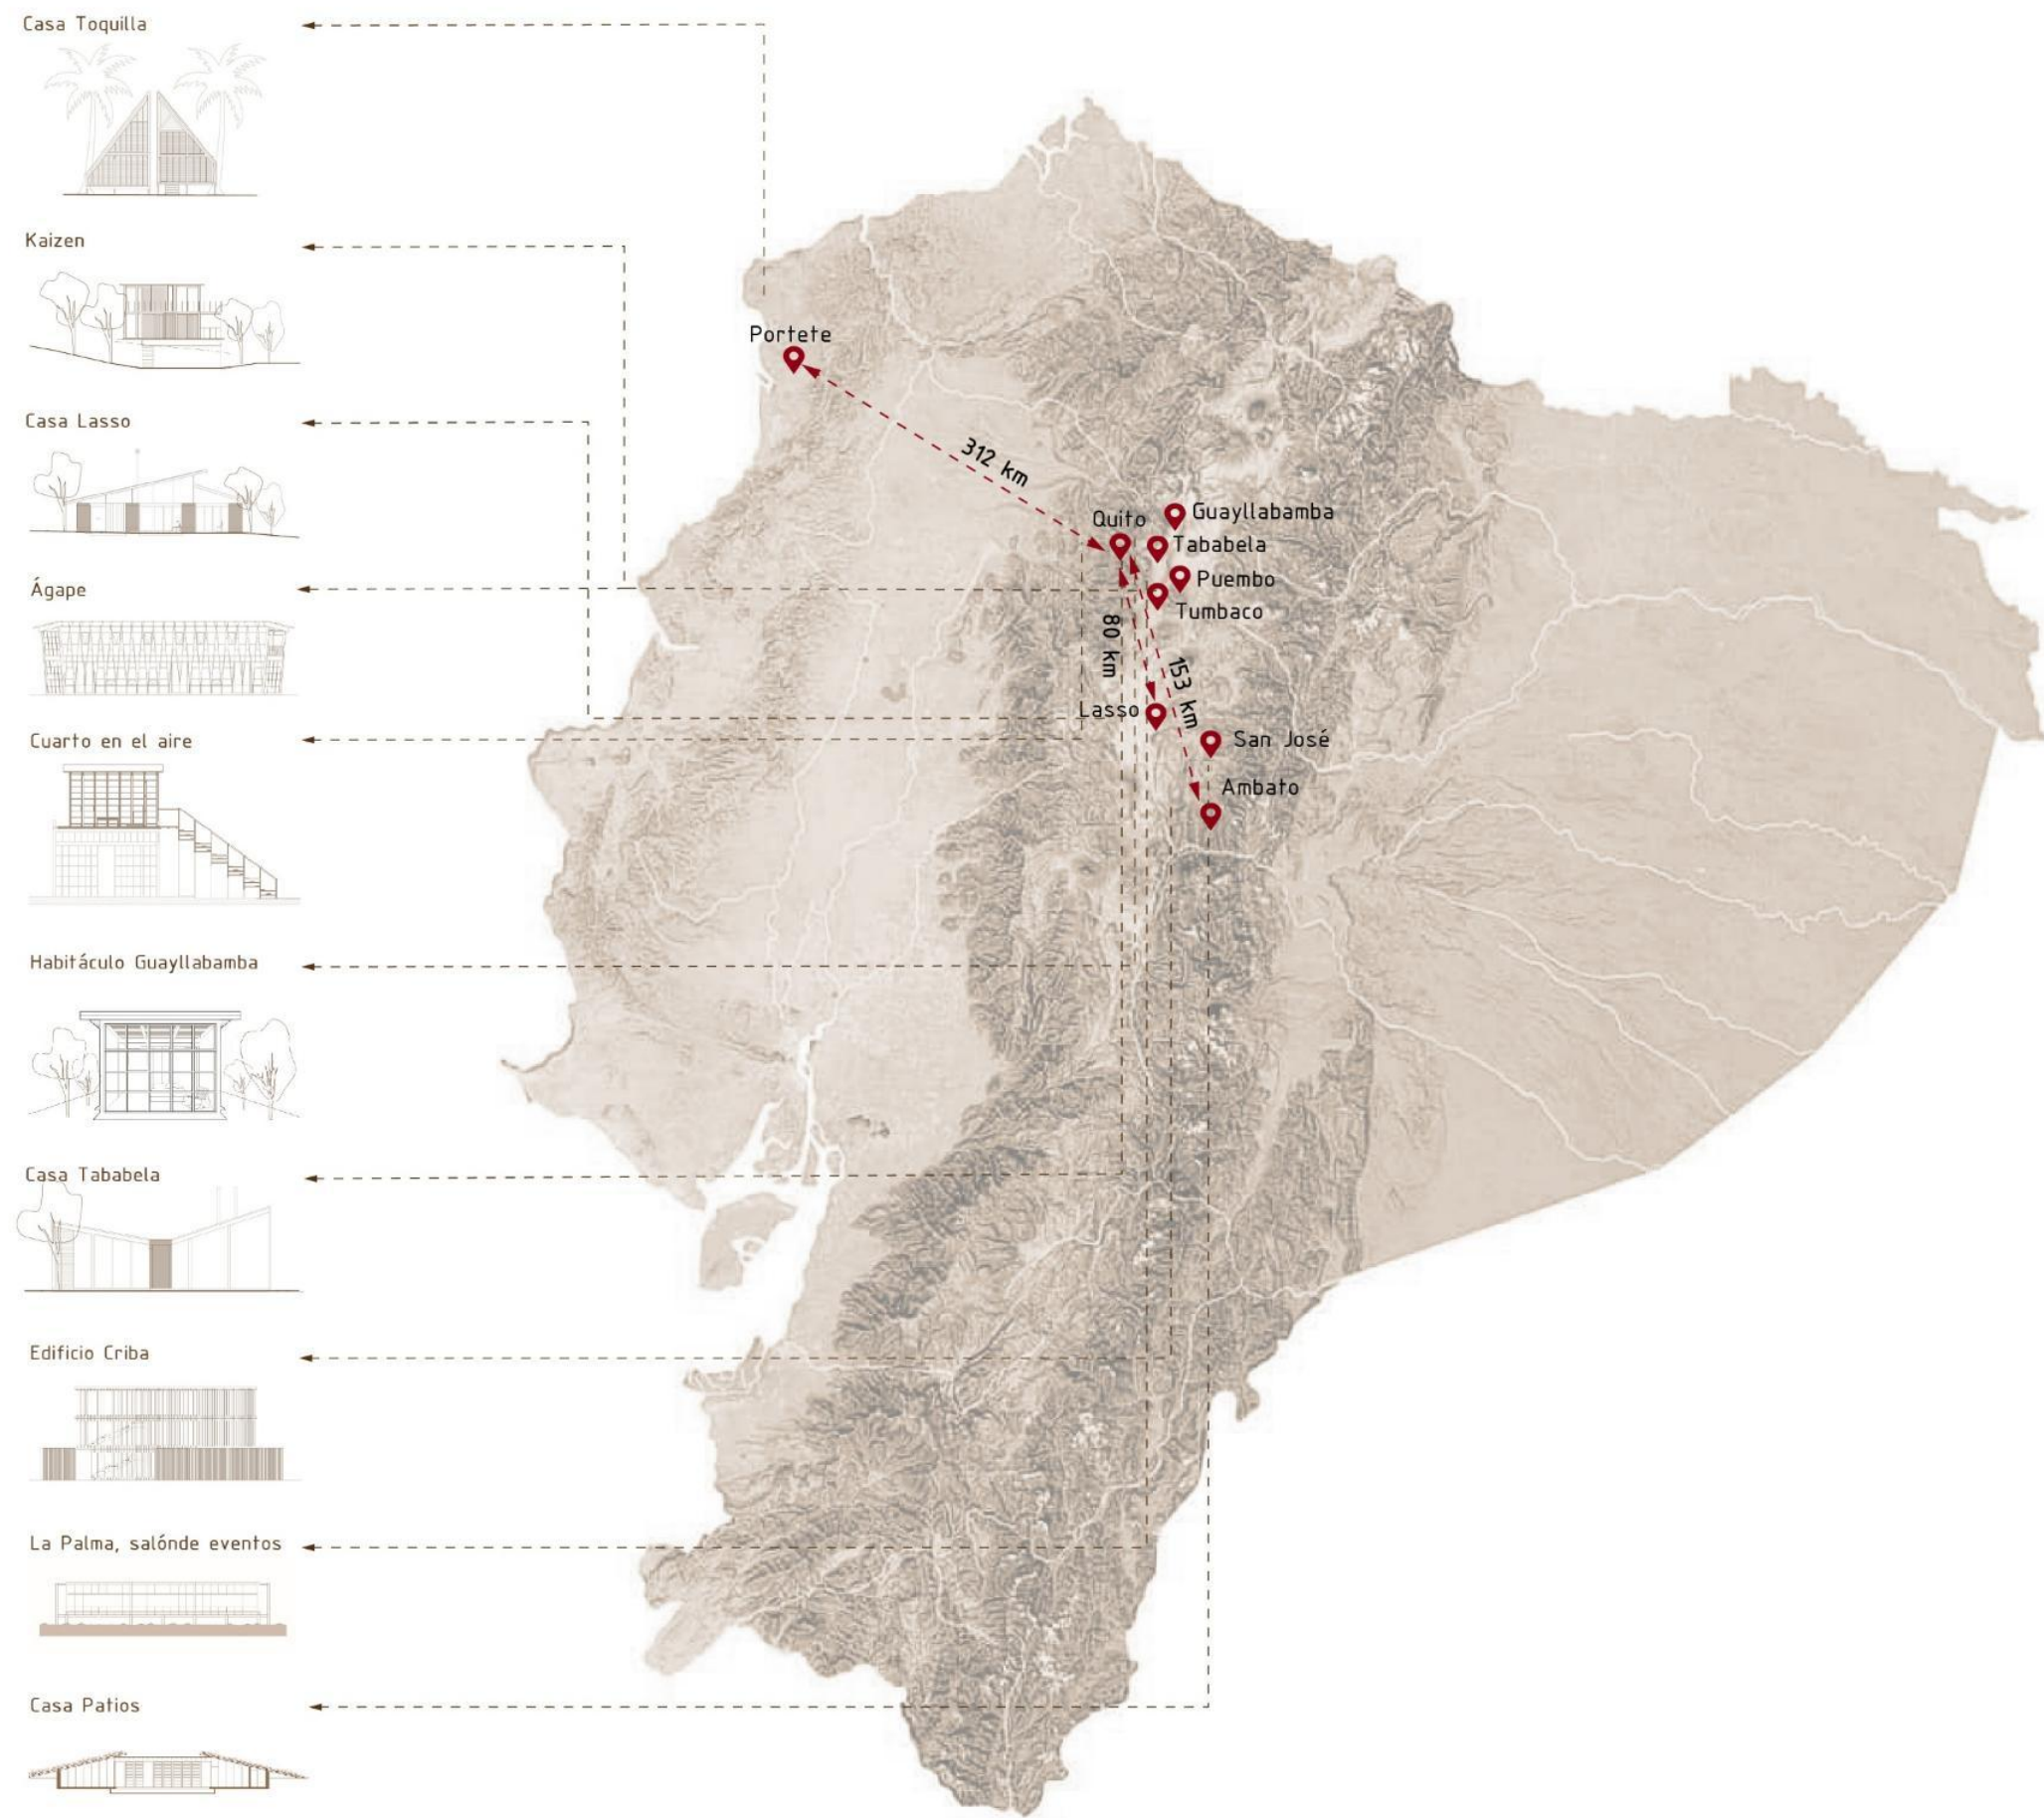 Casa Toquilla
Kaizen
Casa Lasso
Ágape
Cuarto en el aire
Habitáculo Guayllabamba
Casa Tababela
Edificio Criba
La Palma, salónde eventos
Casa Patios
Portete
312 km
Quito
Guayllabamba
Tababela
Puembo
Tumbaco
80 km
153 km
Lasso
San José
Ambato